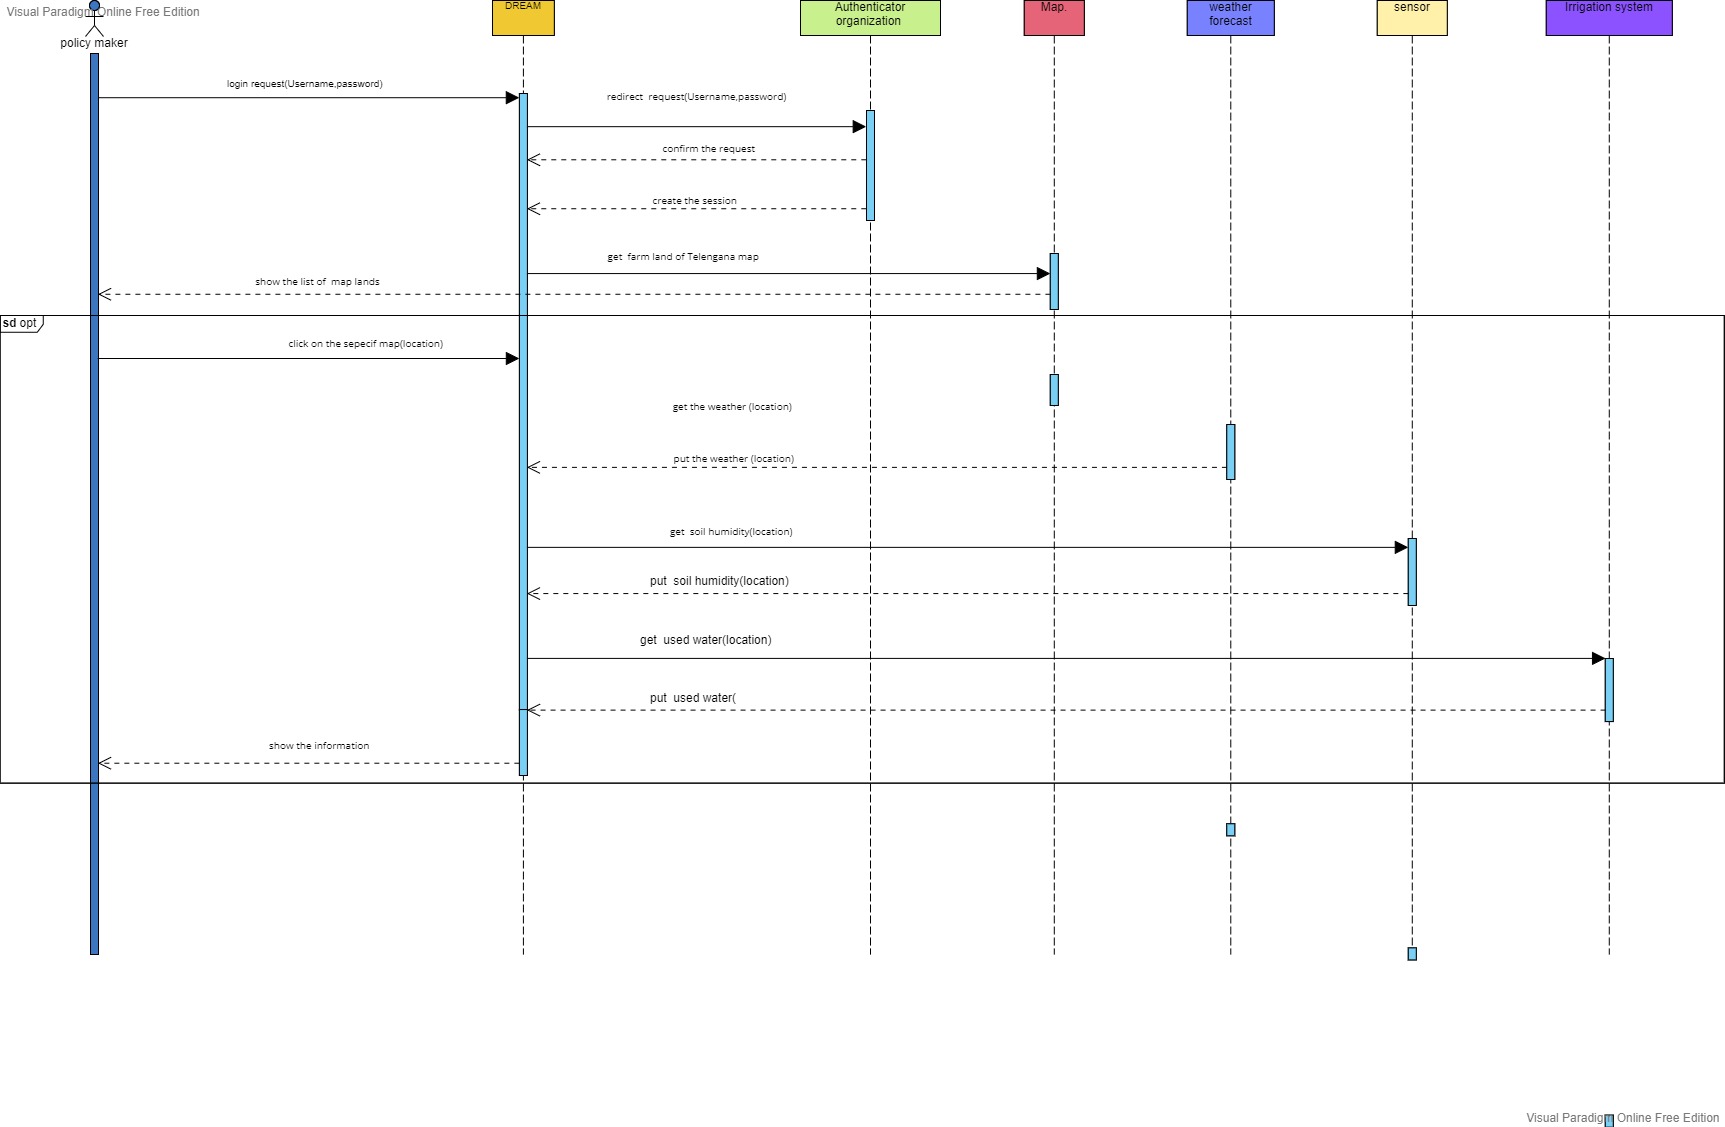 Visual Paradigm Online Free Edition
policy maker
DREAM
Authenticator
organization
Map.
weather
forecast
sensor
Irrigation system
login request(Username,password)
redirect request(Username,password)
confirm the request
create the session
get farm land of Telengana map
show the list of map lands
sd opt
click on the sepecif map(location)
get the weather (location)
put the weather (location)
get soil humidity(location)
put soil humidity(location)
get used water(location)
put used water(
show the information
Visual Paradigm Online Free Edition